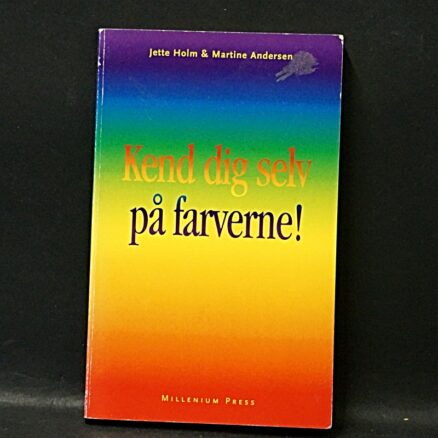 Jette Holm & Martine Andersen
Kend dig selv
på farverne!
MILLENIUM PRESS